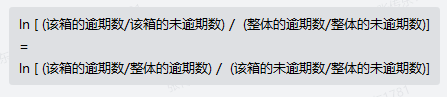 ln [ (该箱的逾期数/该箱的未逾期数) / (整体的逾期数/整体的未逾期数)]
=
ln [ (该箱的逾期数/整体的逾期数) / (该箱的未逾期数/整体的未逾期数)]